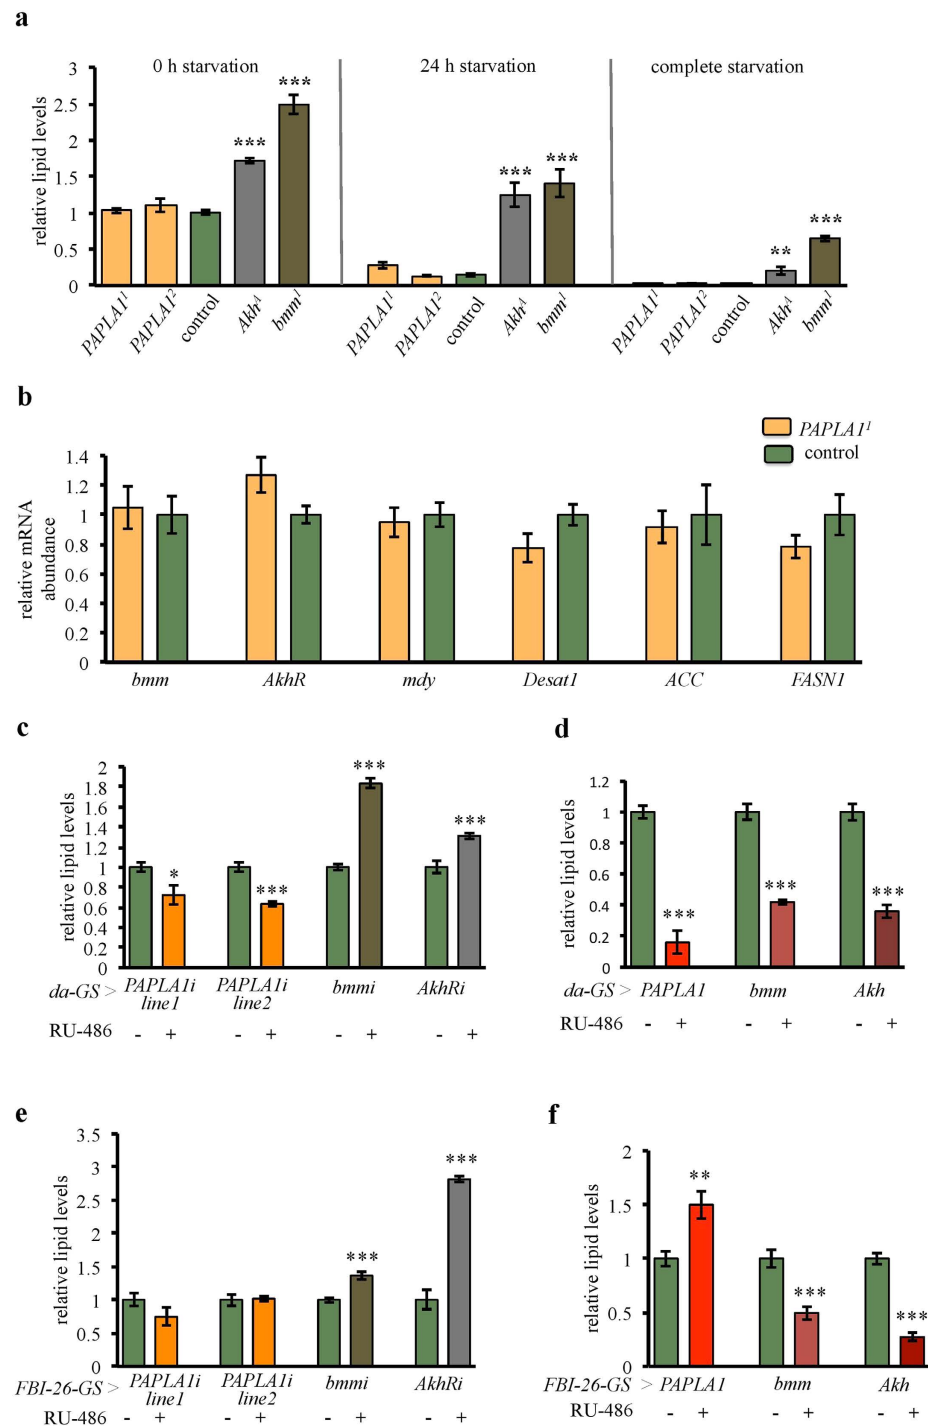 a
0 h starvation 24 h starvation complete starvation
relative lipid levels
3
2.5
2
1.5
1
0.5
0
*** *** *** *** ** ***
PAPLA1¹ PAPLA1² control Akhᴬ bmm¹ PAPLA1¹ PAPLA1² control Akhᴬ bmm¹ PAPLA1¹ PAPLA1² control Akhᴬ bmm¹
b
PAPLA1¹
control
relative mRNA
abundance
1.4
1.2
1
0.8
0.6
0.4
0.2
0
bmm AkhR mdy Desat1 ACC FASN1
c
relative lipid levels
2
1.8
1.6
1.4
1.2
1
0.8
0.6
0.4
0.2
0
* *** *** ***
da-GS > PAPLA1i PAPLA1i bmmi AkhRi
line1 line2
RU-486 - + - + - + - +
d
relative lipid levels
1.2
1
0.8
0.6
0.4
0.2
0
*** *** ***
da-GS > PAPLA1 bmm Akh
RU-486 - + - + - +
e
relative lipid levels
3.5
3
2.5
2
1.5
1
0.5
0
*** ***
FBI-26-GS > PAPLA1i PAPLA1i bmmi AkhRi
line1 line2
RU-486 - + - + - + - +
f
relative lipid levels
2
1.5
1
0.5
0
** *** ***
FBI-26-GS > PAPLA1 bmm Akh
RU-486 - + - + - +